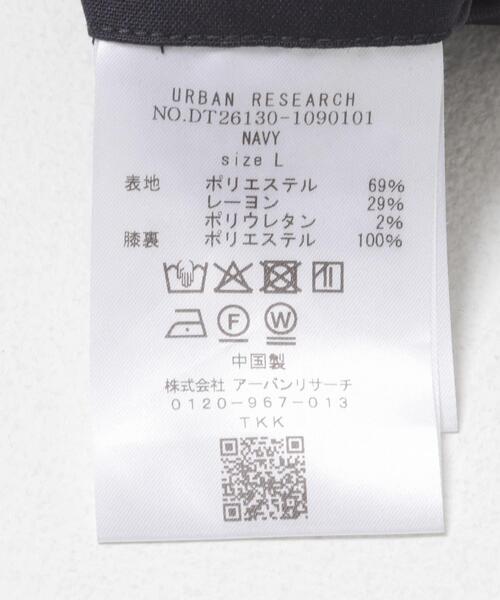 URBAN RESEARCH
NO.DT26130-1090101
NAVY
size L
表地 ポリエステル 69%
レーヨン 29%
ポリウレタン 2%
膝裏 ポリエステル 100%
F W
中国製
株式会社 アーバンリサーチ
0120-967-013
TKK